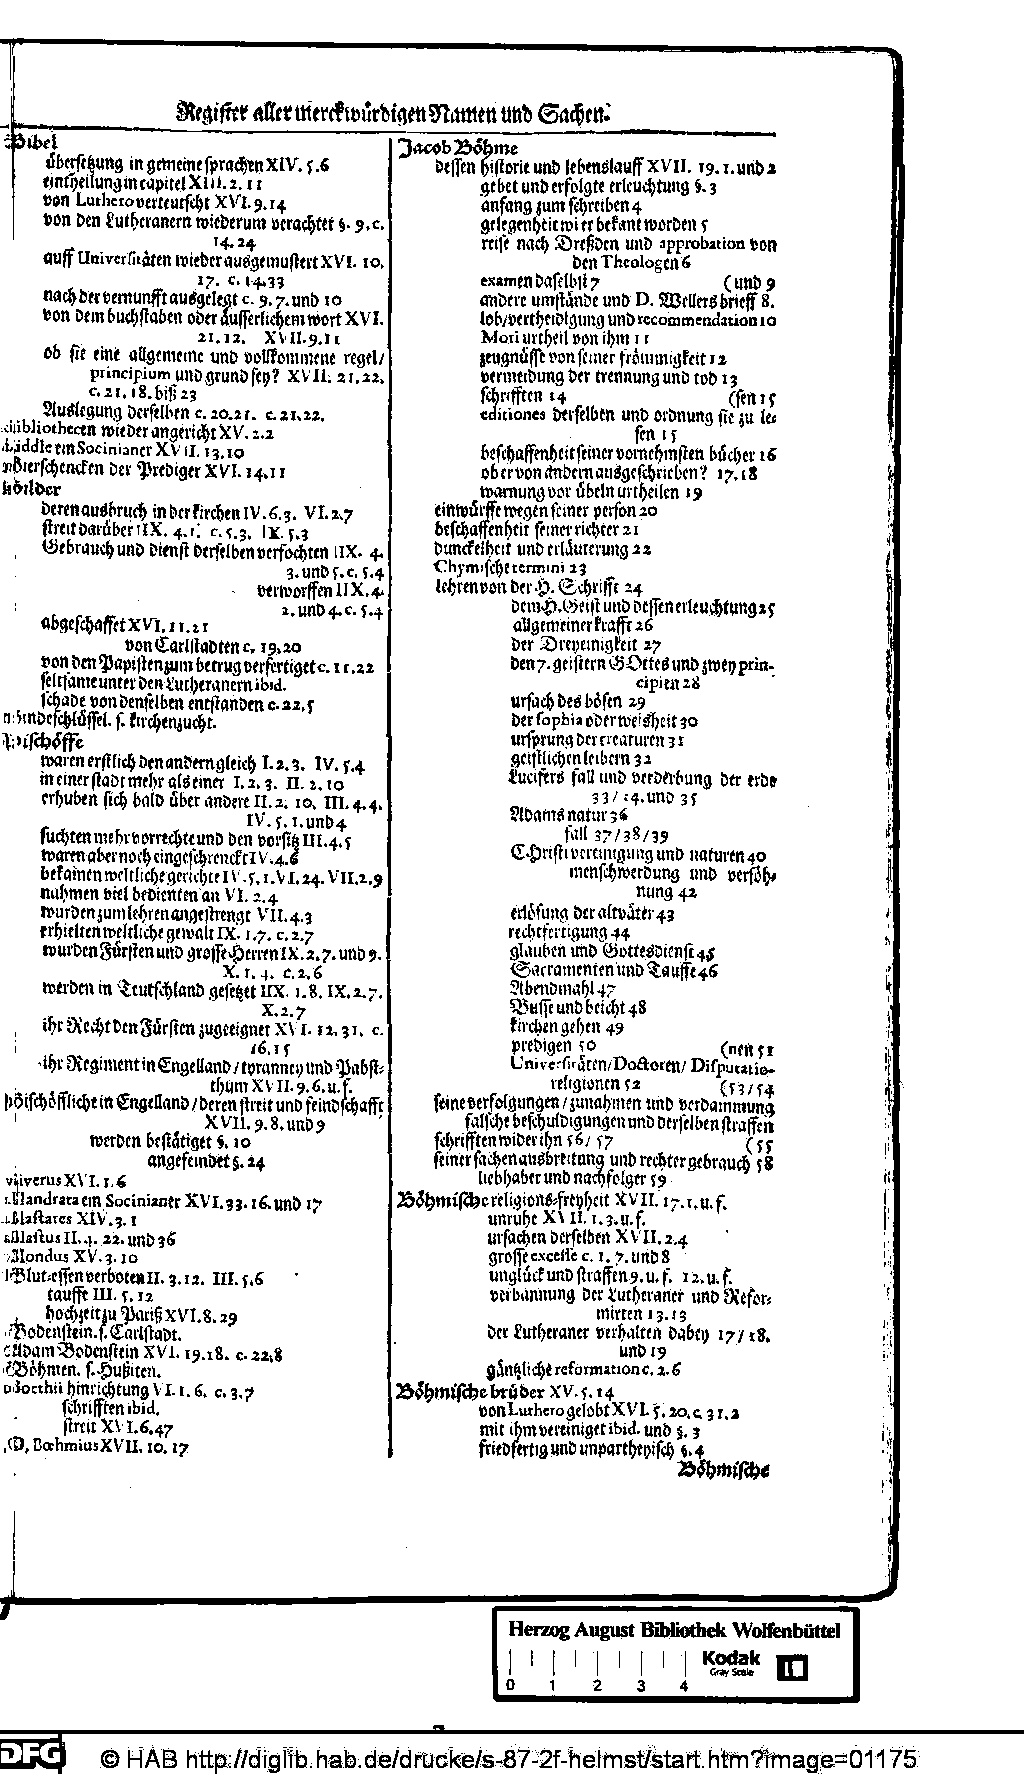 Register aller merckwürdigen Namen und Sachen.
Bibel
übersetzung in gemeine sprachen XIV. 5. 6
eintheilung in capitel XIII. 2. 11
von Luthero verteutscht XVI. 9. 14
von den Lutheranern wiederum verachtet §. 9. c.
14. 24
auff Universitäten wieder ausgemustert XVI. 10.
17. c. 14. 33
nach der vernunfft ausgelegt c. 9. 7. und 10
von dem buchstaben oder äusserlichem wort XVI.
21. 12. XVII. 9. 11
ob sie eine allgemeine und vollkommene regel/
principium und grund sey? XVII. 21. 22.
c. 21. 18. biß 23
Auslegung derselben c. 20. 21. c. 21. 22.
Bibliothecen wieder angericht XV. 2. 2
Biddle ein Socinianer XVII. 13. 10
Bierschencken der Prediger XVI. 14. 11
Bilder
deren ausbruch in der kirchen IV. 6. 3. VI. 2. 7
streit darüber IIX. 4. 1. c. 5. 3. IX. 5. 3
Gebrauch und dienst derselben verfochten IIX. 4.
3. und 5. c. 5. 4
verworffen IIX. 4.
2. und 4. c. 5. 4
abgeschaffet XVI. 11. 21
von Carlstadten c. 19. 20
von den Papisten zum betrug verfertiget c. 11. 22
seltsame unter den Lutheranern ibid.
schade von denselben entstanden c. 22. 5
Bindeschlüssel. s. kirchenzucht.
Bischöffe
waren erstlich den andern gleich I. 2. 3. IV. 5. 4
in einer stadt mehr als einer I. 2. 3. II. 2. 10
erhuben sich bald über andere II. 2. 10. III. 4. 4.
IV. 5. 1. und 4
suchten mehr vorrechte und den vorsitz III. 4. 5
waren aber noch eingeschrenckt IV. 4. 6
bekamen weltliche gerichte IV. 5. 1. VI. 24. VII. 2. 9
nahmen viel bedienten an VI. 2. 4
wurden zum lehren angestrengt VII. 4. 3
erhielten weltliche gewalt IX. 1. 7. c. 2. 7
wurden Fürsten und grosse Herren IX. 2. 7. und 9.
X. 1. 4. c. 2. 6
werden in Teutschland gesetzet IIX. 1. 8. IX. 2. 7.
X. 2. 7
ihr Recht den Fürsten zugeeignet XVI. 12. 31. c.
16. 15
ihr Regiment in Engelland/tyranney und Pabst-
thum XVII. 9. 6. u. f.
Bischöffliche in Engelland/deren streit und feindschafft
XVII. 9. 8. und 9
werden bestätiget §. 10
angefeindet §. 24
viverus XVI. 1. 6
Blandrata ein Socinianer XVI. 33. 16. und 17
Blastares XIV. 3. 1
Blastus II. 4. 22. und 36
Blondus XV. 3. 10
Blut-essen verboten II. 3. 12. III. 5. 6
tauffe III. 5. 12
hochzeit zu Pariß XVI. 8. 29
Bodenstein. s. Carlstadt.
Adam Bodenstein XVI. 19. 18. c. 22. 8
Böhmen. s. Hußiten.
Boethii hinrichtung VI. 1. 6. c. 3. 7
schrifften ibid.
streit XVI. 6. 47
Bœhmius XVII. 10. 17
Jacob Böhme
dessen historie und lebenslauff XVII. 19. 1. und 2
gebet und erfolgte erleuchtung §. 3
anfang zum schreiben 4
gelegenheit wi er bekant worden 5
reise nach Dreßden und approbation von
den Theologen 6
examen daselbst 7 (und 9
andere umstände und D. Wellers brieff 8.
lob/vertheidigung und recommendation 10
Mori urtheil von ihm 11
zeugnüsse von seiner frömmigkeit 12
vermeidung der trennung und tod 13
schrifften 14 (sen 15
editiones derselben und ordnung sie zu le-
sen 15
beschaffenheit seiner vornehmsten bücher 16
ob er von andern ausgeschrieben? 17. 18
warnung vor übeln urtheilen 19
einwürffe wegen seiner person 20
beschaffenheit seiner richter 21
dunckelheit und erläuterung 22
Chymische termini 23
lehren von der H. Schrifft 24
dem H. Geist und dessen erleuchtung 25
allgemeiner krafft 26
der Dreyeinigkeit 27
den 7. geistern GOttes und zwey prin-
cipien 28
ursach des bösen 29
der sophia oder weisheit 30
ursprung der creaturen 31
geistlichen leibern 32
Lucifers fall und verderbung der erde
33/ 34. und 35
Adams natur 36
fall 37/38/39
Christi vereinigung und naturen 40
menschwerdung und versöh-
nung 42
erlösung der altväter 43
rechtfertigung 44
glauben und Gottesdienst 45
Sacramenten und Tauffe 46
Abendmahl 47
Busse und beicht 48
kirchen gehen 49
predigen 50 (nen 51
Universitäten/Doctoren/ Disputatio-
religionen 52 (53/54
seine verfolgungen/zunahmen und verdammung
falsche beschuldigungen und derselben straffen
schrifften wider ihn 56/ 57 (55
seiner sachen ausbreitung und rechter gebrauch 58
liebhaber und nachfolger 59
Böhmische religions-freyheit XVII. 17. 1. u. f.
unruhe XVII. 1. 3. u. f.
ursachen derselben XVII. 2. 4
grosse excesse c. 1. 7. und 8
unglück und straffen 9. u. f. 12. u. f.
verbannung der Lutheraner und Refor-
mirten 13. 13
der Lutheraner verhalten dabey 17/ 18.
und 19
gäntzliche reformation c. 2. 6
Böhmische brüder XV. 5. 14
von Luthero gelobt XVI. 5. 20. c. 31. 2
mit ihm vereiniget ibid. und §. 3
friedfertig und unpartheyisch §. 4
Böhmische
Herzog August Bibliothek Wolfenbüttel
Kodak
Gray Scale
0 1 2 3 4
DFG © HAB http://diglib.hab.de/drucke/s-87-2f-helmst/start.htm?image=01175